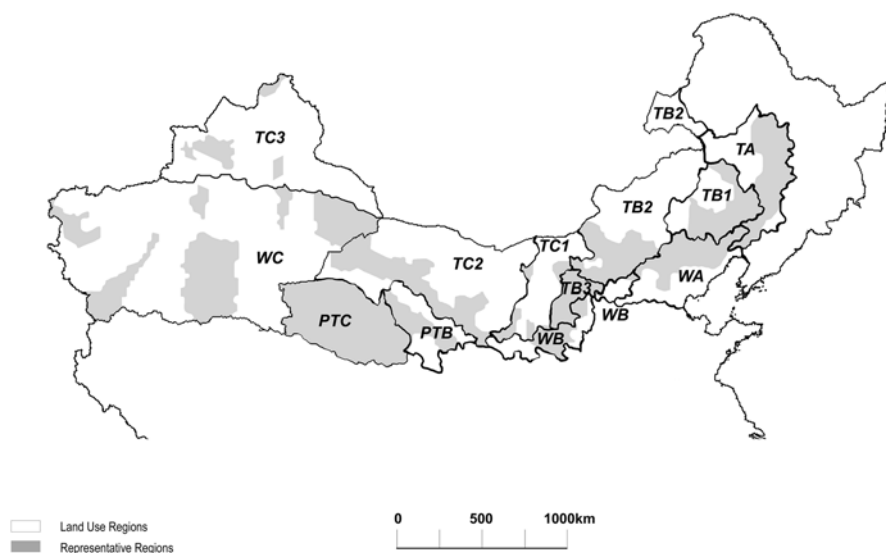 TB2
TA
TC3
TB1
TB2
TC1
WC
TC2
WA
TB3
PTC
PTB
WB
WB
Land Use Regions
Representative Regions
0 500 1000km